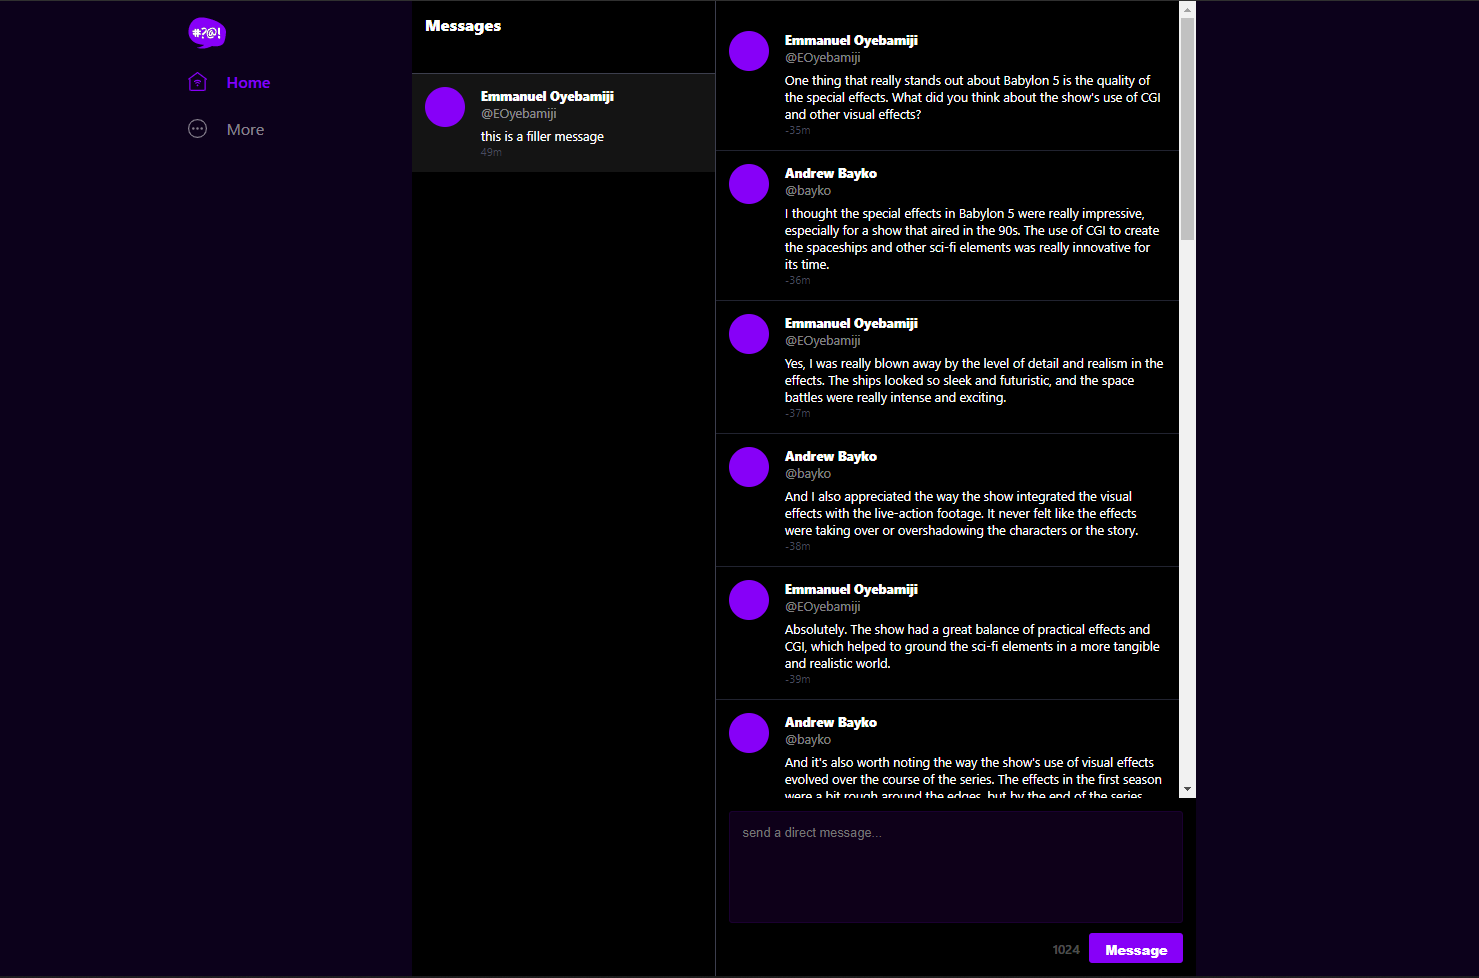 #?@!
Home
More
Messages
Emmanuel Oyebamiji
@EOyebamiji
this is a filler message
49m
Emmanuel Oyebamiji
@EOyebamiji
One thing that really stands out about Babylon 5 is the quality of
the special effects. What did you think about the show's use of CGI
and other visual effects?
-35m
Andrew Bayko
@bayko
I thought the special effects in Babylon 5 were really impressive,
especially for a show that aired in the 90s. The use of CGI to create
the spaceships and other sci-fi elements was really innovative for
its time.
-36m
Emmanuel Oyebamiji
@EOyebamiji
Yes, I was really blown away by the level of detail and realism in the
effects. The ships looked so sleek and futuristic, and the space
battles were really intense and exciting.
-37m
Andrew Bayko
@bayko
And I also appreciated the way the show integrated the visual
effects with the live-action footage. It never felt like the effects
were taking over or overshadowing the characters or the story.
-38m
Emmanuel Oyebamiji
@EOyebamiji
Absolutely. The show had a great balance of practical effects and
CGI, which helped to ground the sci-fi elements in a more tangible
and realistic world.
-39m
Andrew Bayko
@bayko
And it's also worth noting the way the show's use of visual effects
evolved over the course of the series. The effects in the first season
were a bit rough around the edges, but by the end of the series
send a direct message...
1024
Message